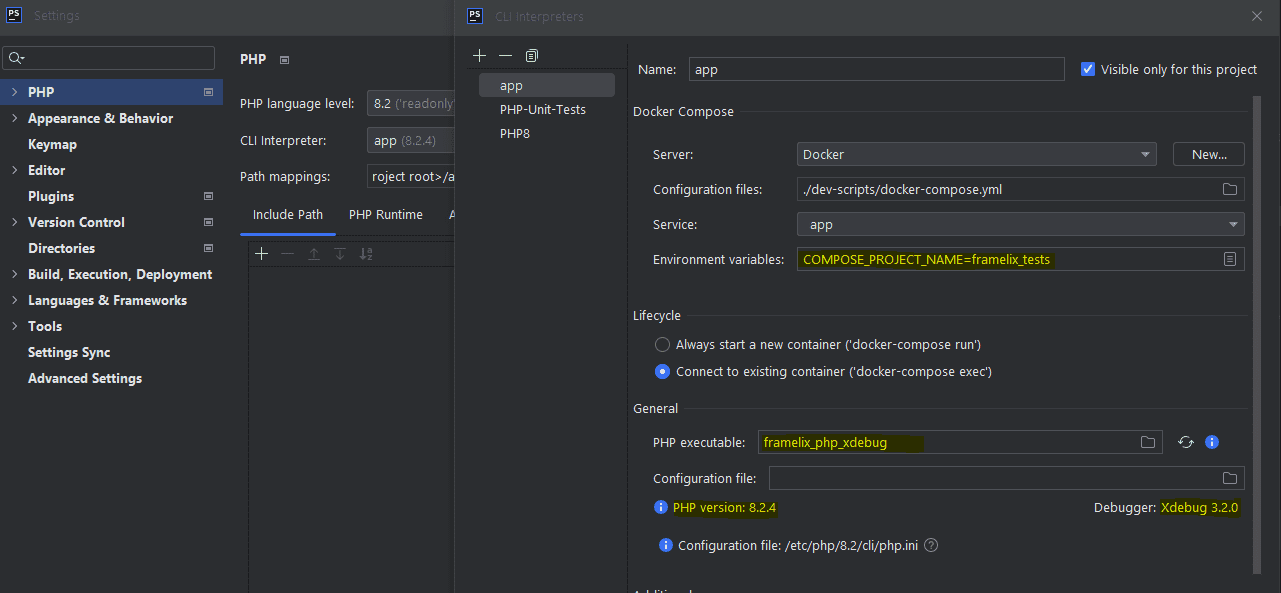 PS Settings
PHP
Appearance & Behavior
Keymap
Editor
Plugins
Version Control
Directories
Build, Execution, Deployment
Languages & Frameworks
Tools
Settings Sync
Advanced Settings
PHP
PHP language level: 8.2 ('readonly'
CLI Interpreter: app (8.2.4)
Path mappings: roject root>/a
Include Path PHP Runtime A
PS CLI Interpreters
app
PHP-Unit-Tests
PHP8
Name: app Visible only for this project
Docker Compose
Server: Docker New...
Configuration files: ./dev-scripts/docker-compose.yml
Service: app
Environment variables: COMPOSE_PROJECT_NAME=framelix_tests
Lifecycle
Always start a new container ('docker-compose run')
Connect to existing container ('docker-compose exec')
General
PHP executable: framelix_php_xdebug
Configuration file:
PHP version: 8.2.4 Debugger: Xdebug 3.2.0
Configuration file: /etc/php/8.2/cli/php.ini